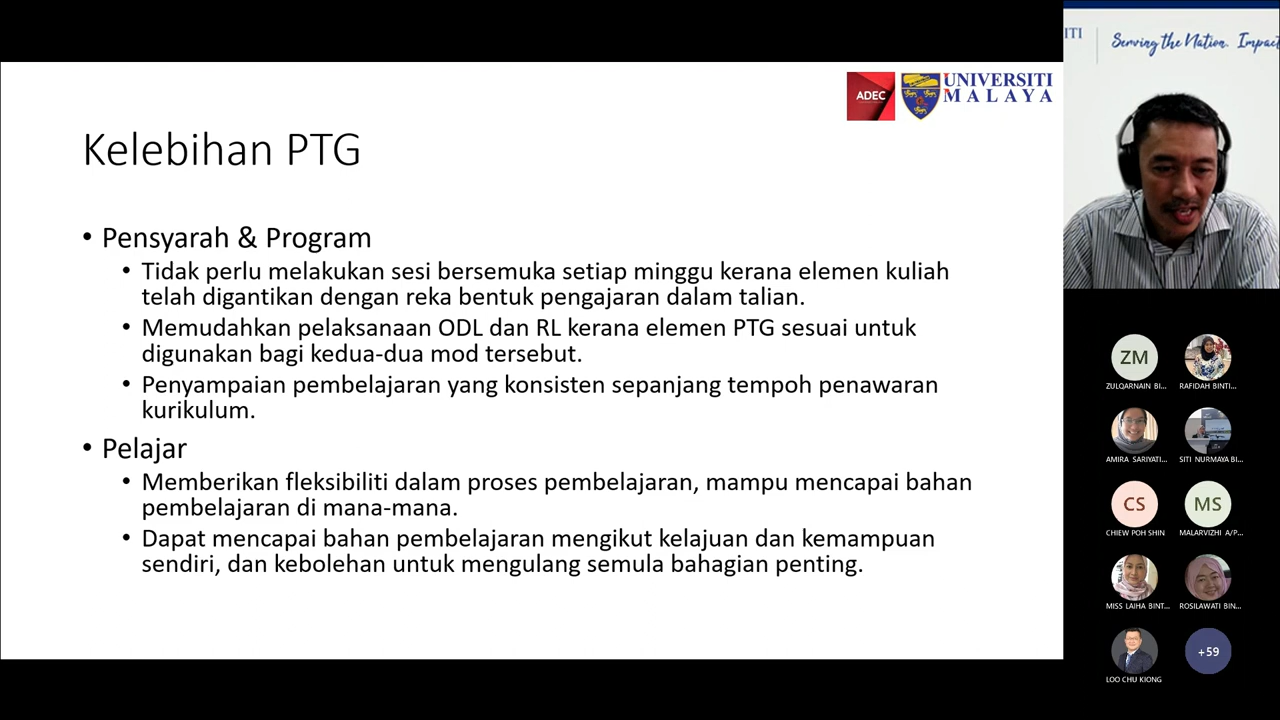 ADEC
UNIVERSITI
MALAYA
ITI
Serving the Nation. Impact
Kelebihan PTG
• Pensyarah & Program
• Tidak perlu melakukan sesi bersemuka setiap minggu kerana elemen kuliah
telah digantikan dengan reka bentuk pengajaran dalam talian.
• Memudahkan pelaksanaan ODL dan RL kerana elemen PTG sesuai untuk
digunakan bagi kedua-dua mod tersebut.
• Penyampaian pembelajaran yang konsisten sepanjang tempoh penawaran
kurikulum.
• Pelajar
• Memberikan fleksibiliti dalam proses pembelajaran, mampu mencapai bahan
pembelajaran di mana-mana.
• Dapat mencapai bahan pembelajaran mengikut kelajuan dan kemampuan
sendiri, dan kebolehan untuk mengulang semula bahagian penting.
ZM
ZULQARNAIN BI...
RAFIDAH BINTI...
AMIRA SARIYATI...
SITI NURMAYA BI...
CS
CHIEW POH SHIN
MS
MALARVIZHI A/P...
MISS LAIHA BINT...
ROSILAWATI BIN...
LOO CHU KIONG
+59